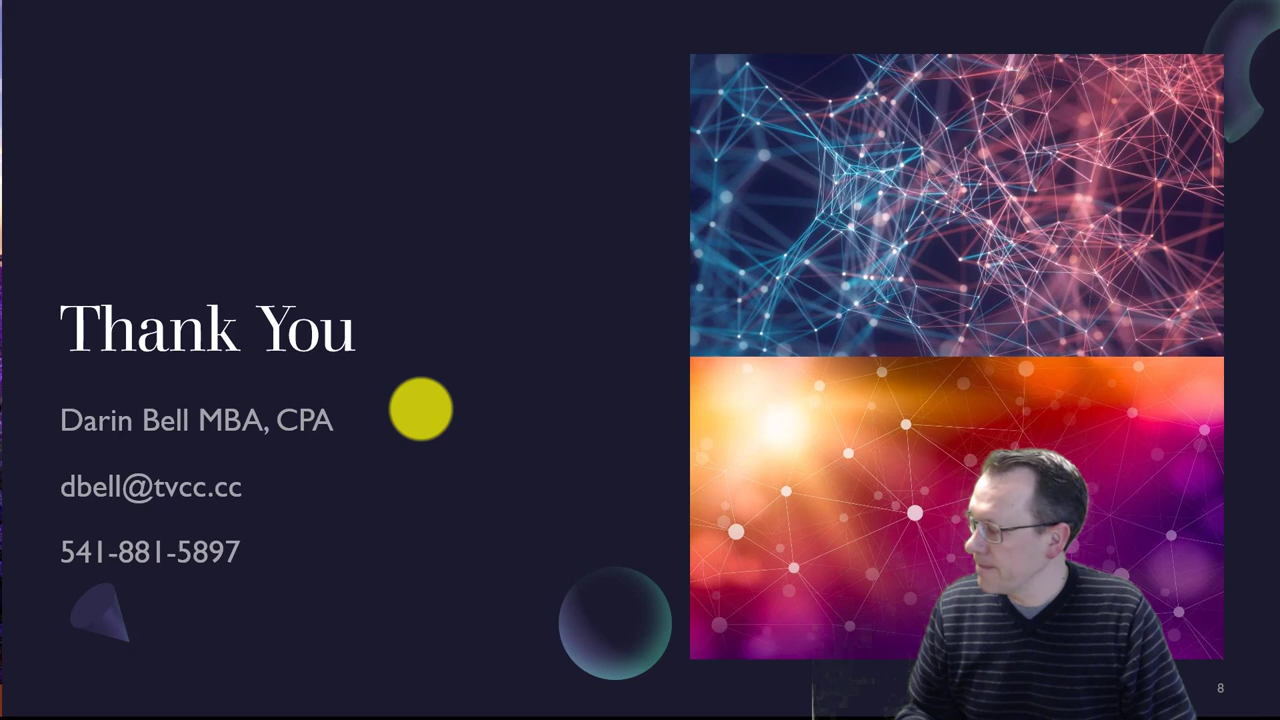 Thank You
Darin Bell MBA, CPA
dbell@tvcc.cc
541-881-5897
8